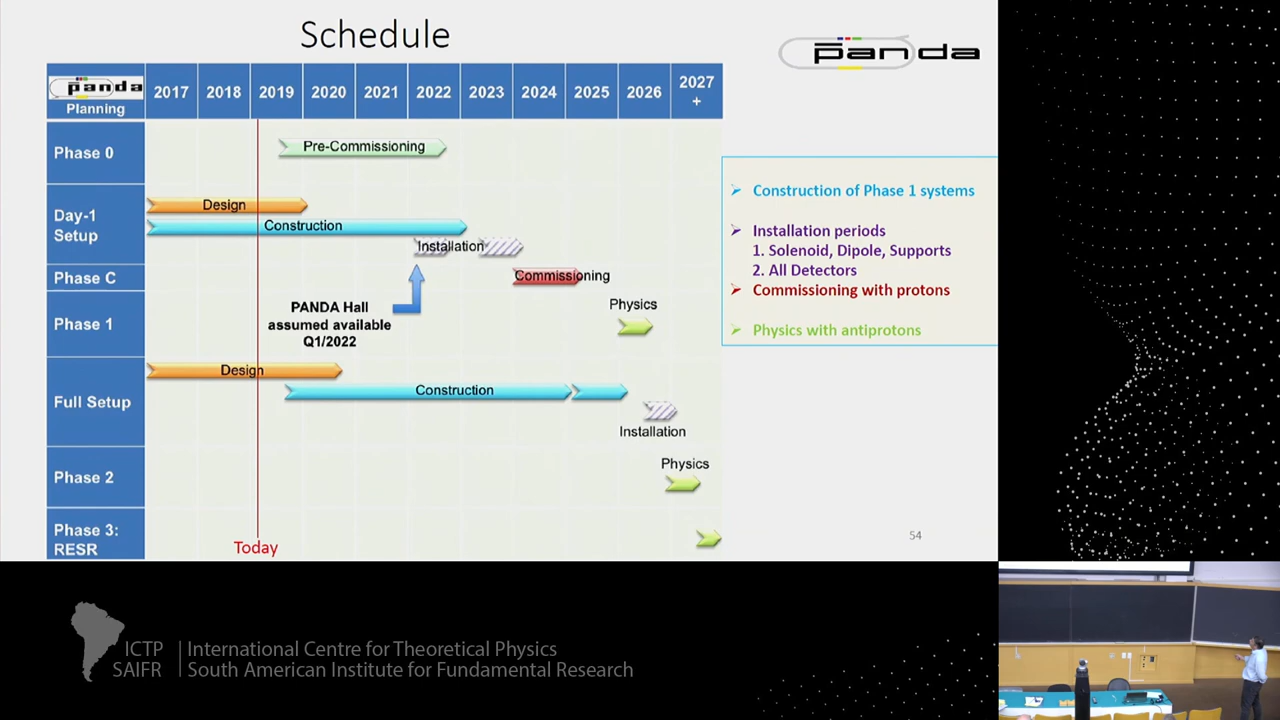 Schedule
panda
panda
Planning
2017 2018 2019 2020 2021 2022 2023 2024 2025 2026 2027 +
Phase 0
Pre-Commissioning
Day-1
Setup
Design
Construction
Installation
Phase C
Commissioning
PANDA Hall
assumed available
Q1/2022
Phase 1
Physics
Full Setup
Design
Construction
Installation
Phase 2
Physics
Phase 3:
RESR
Today
Construction of Phase 1 systems
Installation periods
1. Solenoid, Dipole, Supports
2. All Detectors
Commissioning with protons
Physics with antiprotons
54
ICTP
SAIFR
International Centre for Theoretical Physics
South American Institute for Fundamental Research